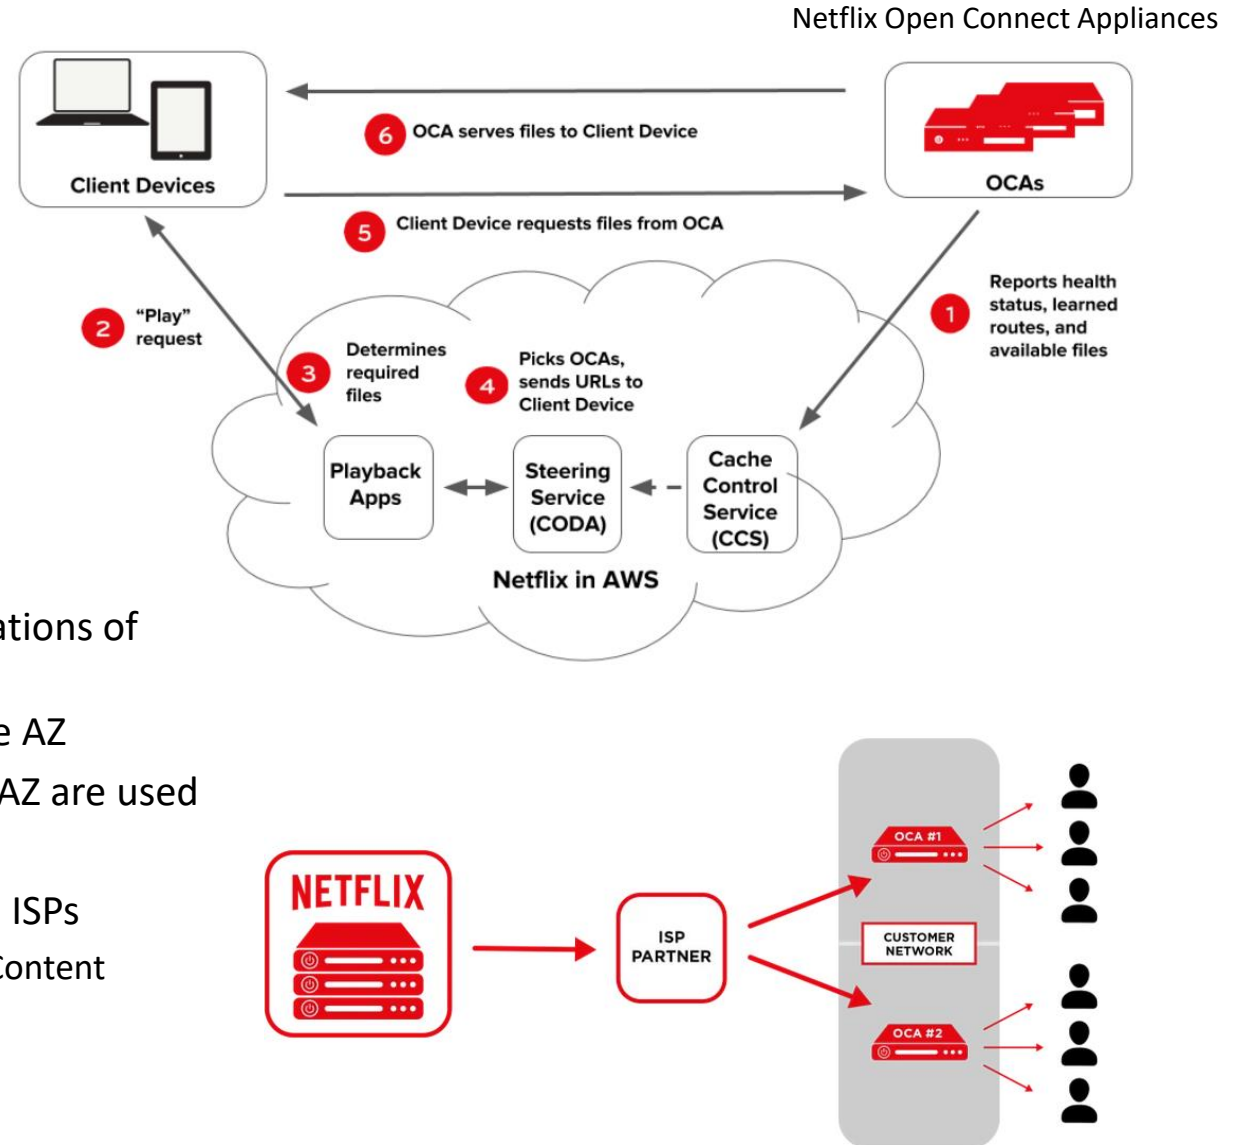 Netflix Open Connect Appliances
Client Devices
OCAs
6 OCA serves files to Client Device
5 Client Device requests files from OCA
1 Reports health
status, learned
routes, and
available files
2 “Play”
request
3 Determines
required
files
4 Picks OCAs,
sends URLs to
Client Device
Playback
Apps
Steering
Service
(CODA)
Cache
Control
Service
(CCS)
Netflix in AWS
ations of
e AZ
AZ are used
ISPs
Content
NETFLIX
ISP
PARTNER
OCA #1
CUSTOMER
NETWORK
OCA #2